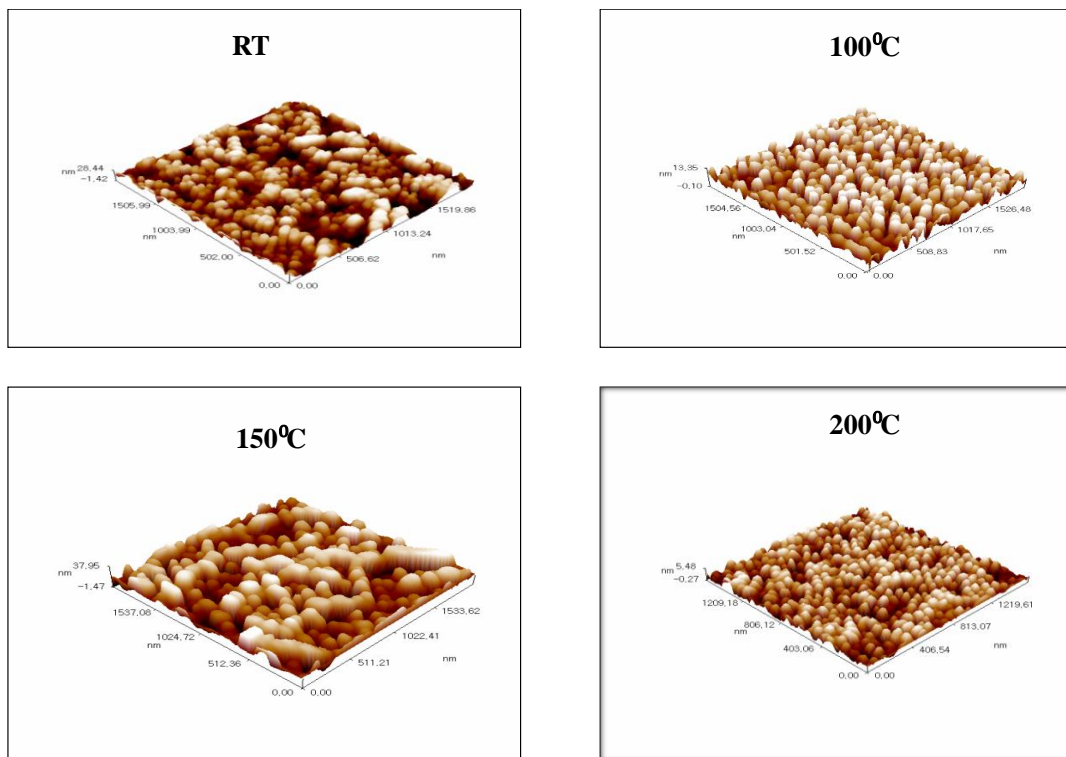 RT
28,44
nm
-1,42
1505,99
1003,99
nm
502,00
0,00
0,00
506,62
1013,24
1519,86
nm
100⁰C
13,35
nm
-0,10
1504,56
1003,04
nm
501,52
0,00
0,00
508,83
1017,65
1526,48
nm
150⁰C
37,95
nm
-1,47
1537,08
1024,72
nm
512,36
0,00
0,00
511,21
1022,41
1533,62
nm
200⁰C
5,48
nm
-0,27
1209,18
806,12
nm
403,06
0,00
0,00
406,54
813,07
1219,61
nm